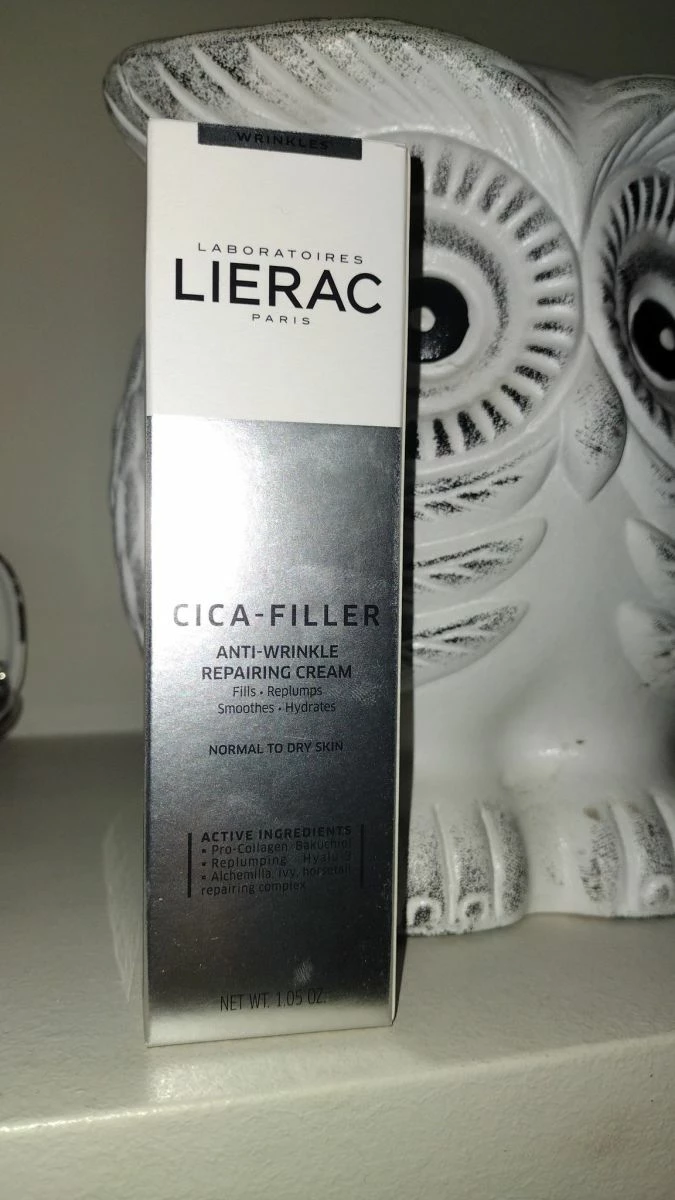 WRINKLES
LABORATOIRES
LIERAC
PARIS
CICA-FILLER
ANTI-WRINKLE
REPAIRING CREAM
Fills • Replumps
Smoothes • Hydrates
NORMAL TO DRY SKIN
ACTIVE INGREDIENTS
▪ Pro-Collagen Bakuchiol
▪ Replumping Hyalu-3
▪ Alchemilla, ivy, horsetail
repairing complex
NET WT. 1.05 OZ.